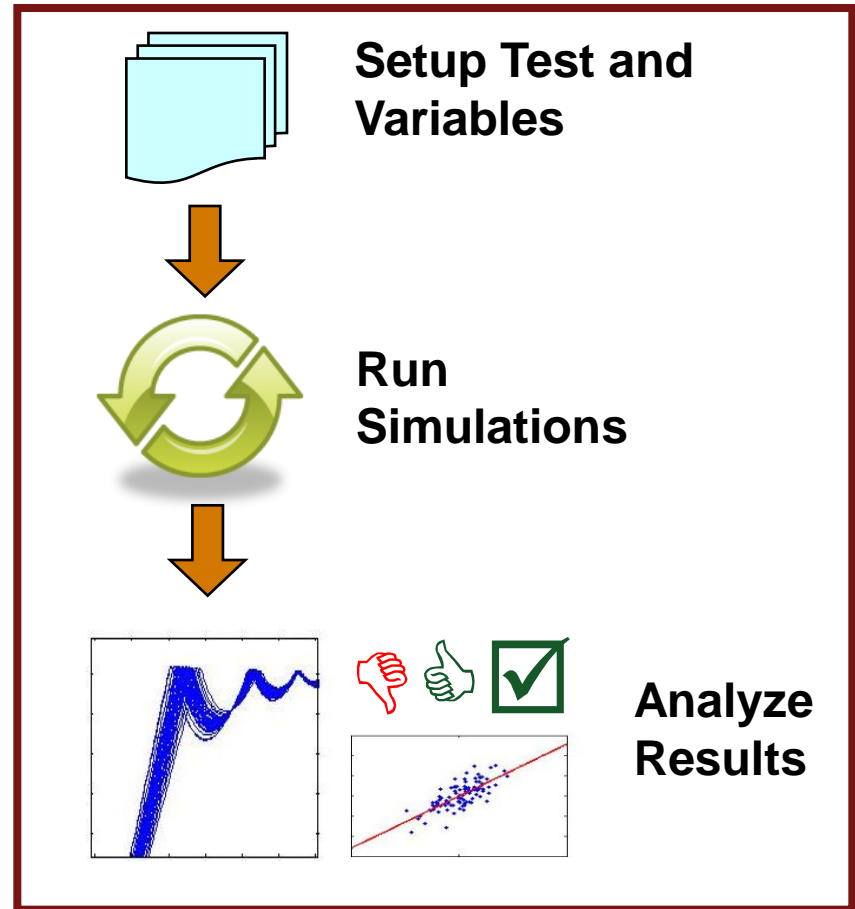 Setup Test and
Variables
Run
Simulations
Analyze
Results